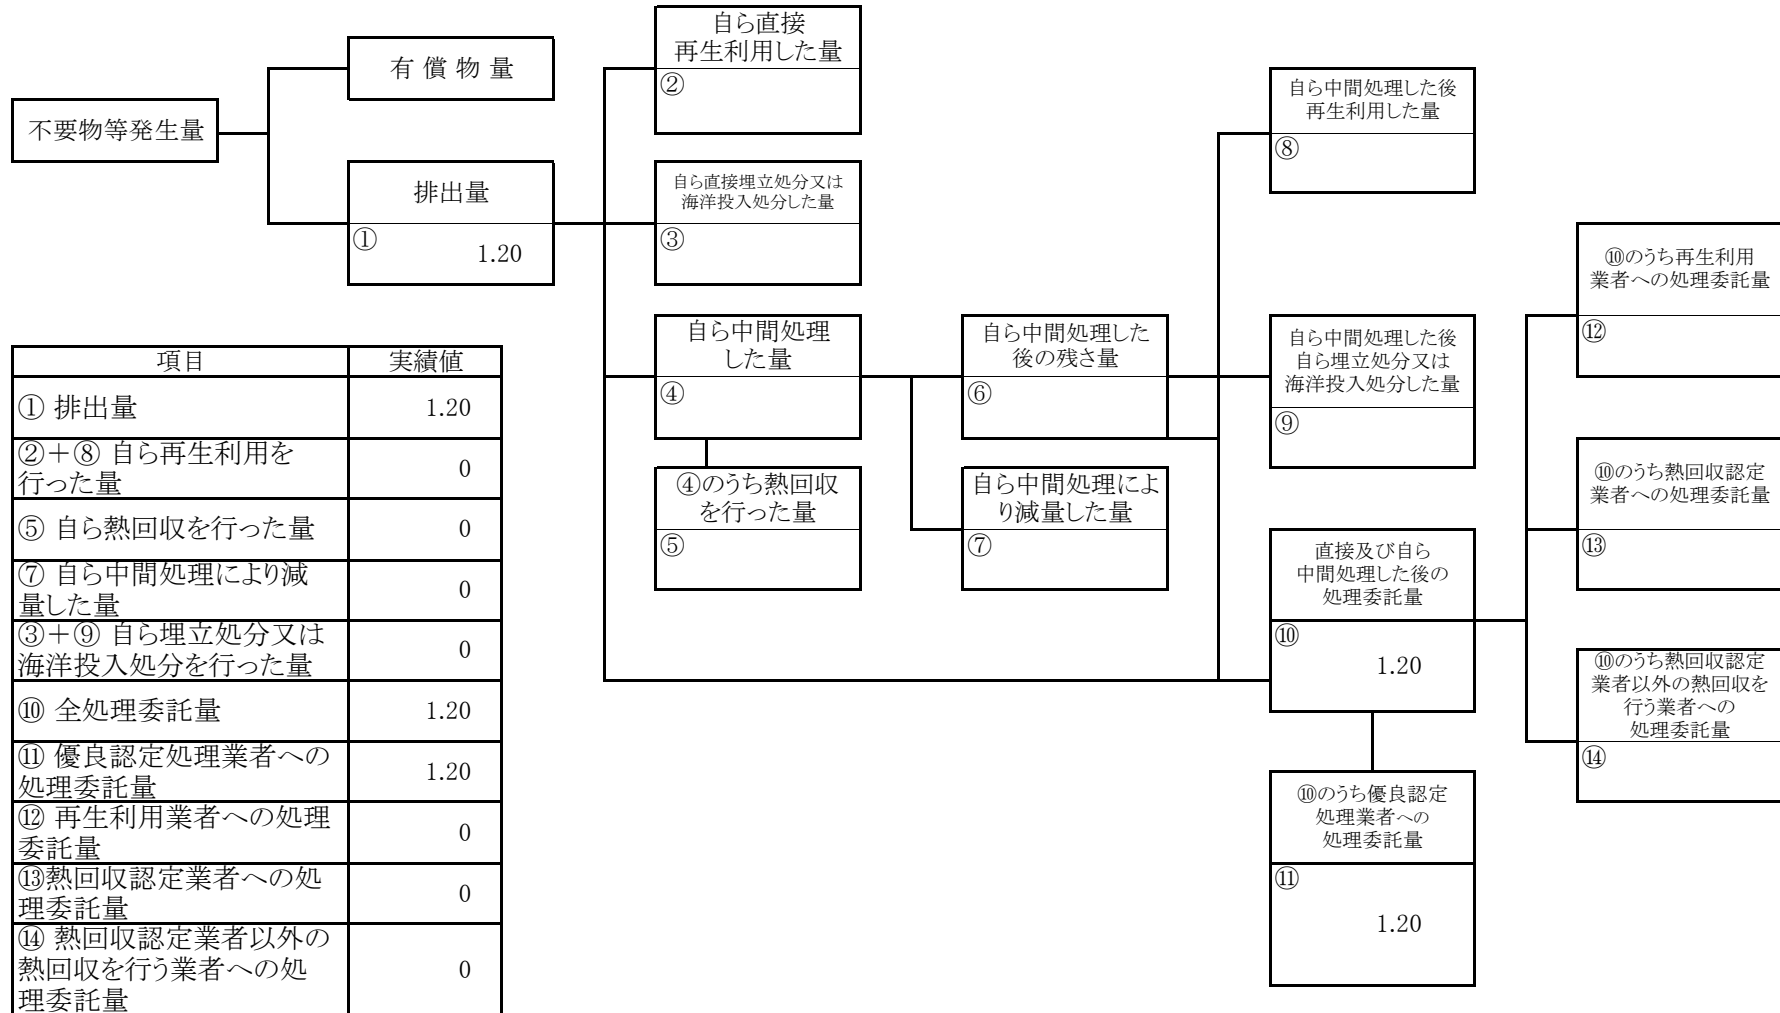 不要物等発生量
有 償 物 量
排出量
①
1.20
自ら直接
再生利用した量
②
自ら直接埋立処分又は
海洋投入処分した量
③
自ら中間処理
した量
④
④のうち熱回収
を行った量
⑤
自ら中間処理した
後の残さ量
⑥
自ら中間処理によ
り減量した量
⑦
自ら中間処理した後
再生利用した量
⑧
自ら中間処理した後
自ら埋立処分又は
海洋投入処分した量
⑨
直接及び自ら
中間処理した後の
処理委託量
⑩
1.20
⑩のうち優良認定
処理業者への
処理委託量
⑪
1.20
⑩のうち再生利用
業者への処理委託量
⑫
⑩のうち熱回収認定
業者への処理委託量
⑬
⑩のうち熱回収認定
業者以外の熱回収を
行う業者への
処理委託量
⑭
項目 実績値
① 排出量 1.20
②＋⑧ 自ら再生利用を
行った量 0
⑤ 自ら熱回収を行った量 0
⑦ 自ら中間処理により減
量した量 0
③＋⑨ 自ら埋立処分又は
海洋投入処分を行った量 0
⑩ 全処理委託量 1.20
⑪ 優良認定処理業者への
処理委託量 1.20
⑫ 再生利用業者への処理
委託量 0
⑬熱回収認定業者への処
理委託量 0
⑭ 熱回収認定業者以外の
熱回収を行う業者への処 0
理委託量